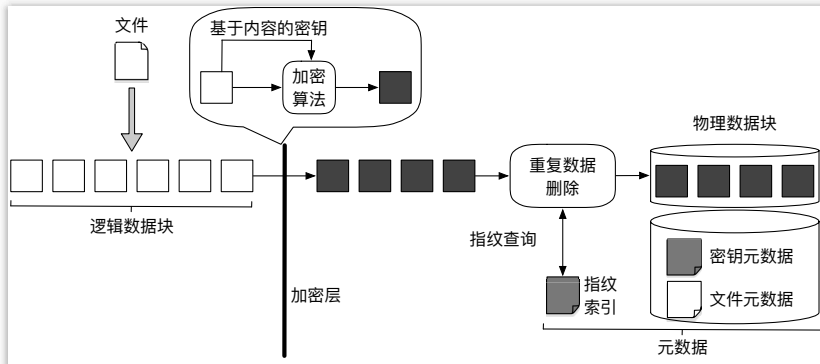 文件
基于内容的密钥
加密
算法
物理数据块
重复数据
删除
逻辑数据块
指纹查询
加密层
指纹
索引
密钥元数据
文件元数据
元数据